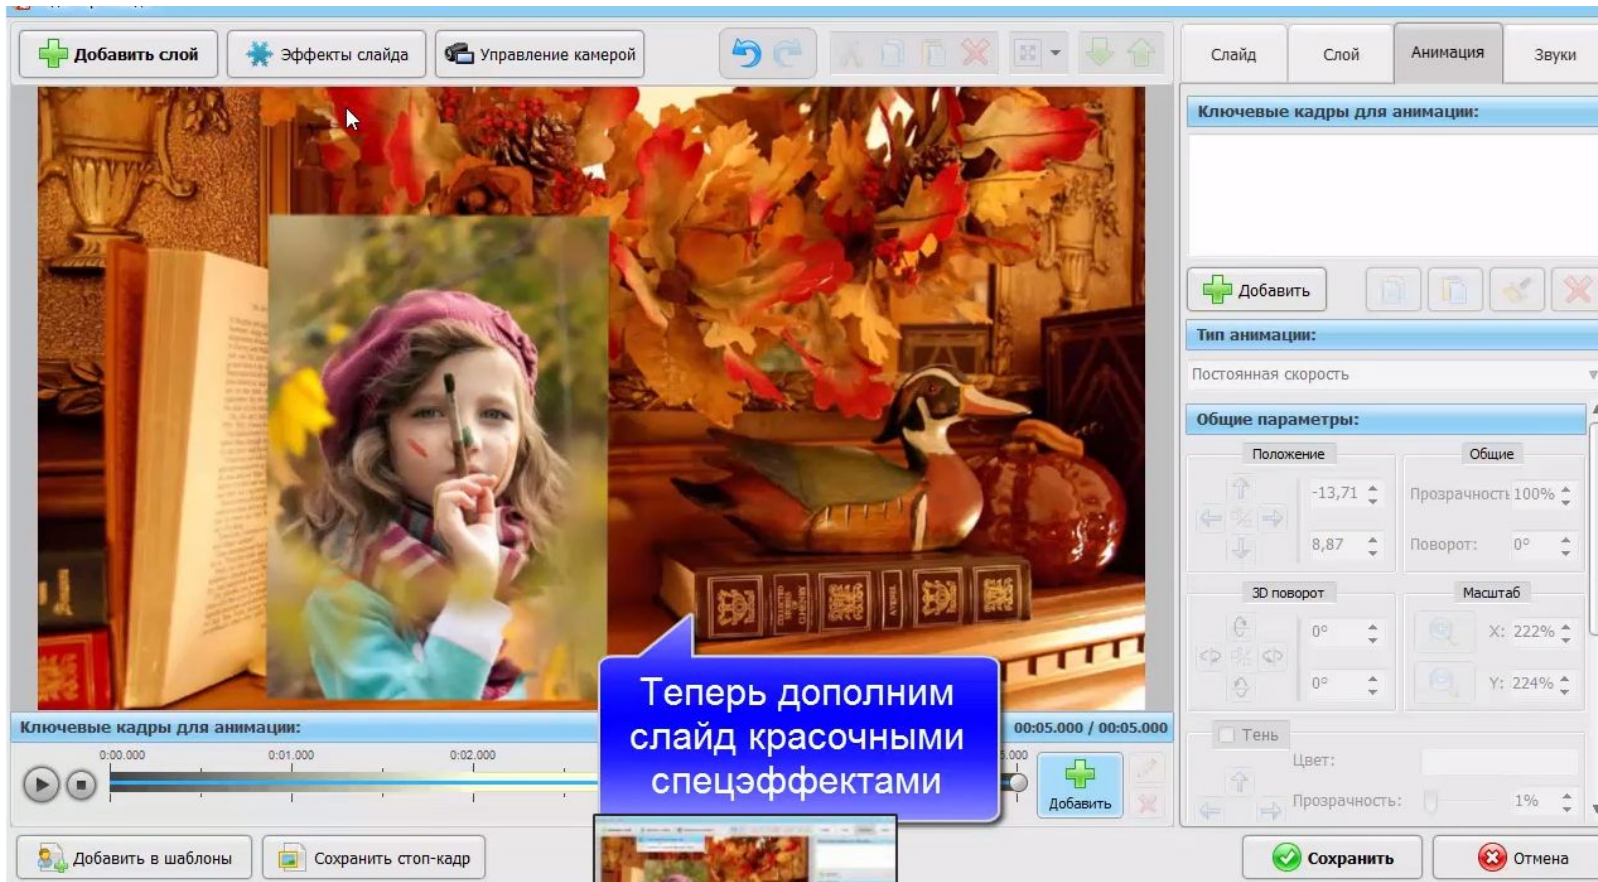 Добавить слой
Эффекты слайда
Управление камерой
Слайд
Слой
Анимация
Звуки
Ключевые кадры для анимации:
Добавить
Тип анимации:
Постоянная скорость
Общие параметры:
Положение
Общие
-13,71
Прозрачность 100%
8,87
Поворот: 0°
3D поворот
Масштаб
0°
X: 222%
0°
Y: 224%
Тень
Цвет:
Прозрачность: 1%
COLLECTED
STORIES
OF
Теперь дополним
слайд красочными
спецэффектами
Ключевые кадры для анимации:
00:05.000 / 00:05.000
0:00.000
0:01.000
0:02.000
Добавить
Добавить в шаблоны
Сохранить стоп-кадр
Сохранить
Отмена